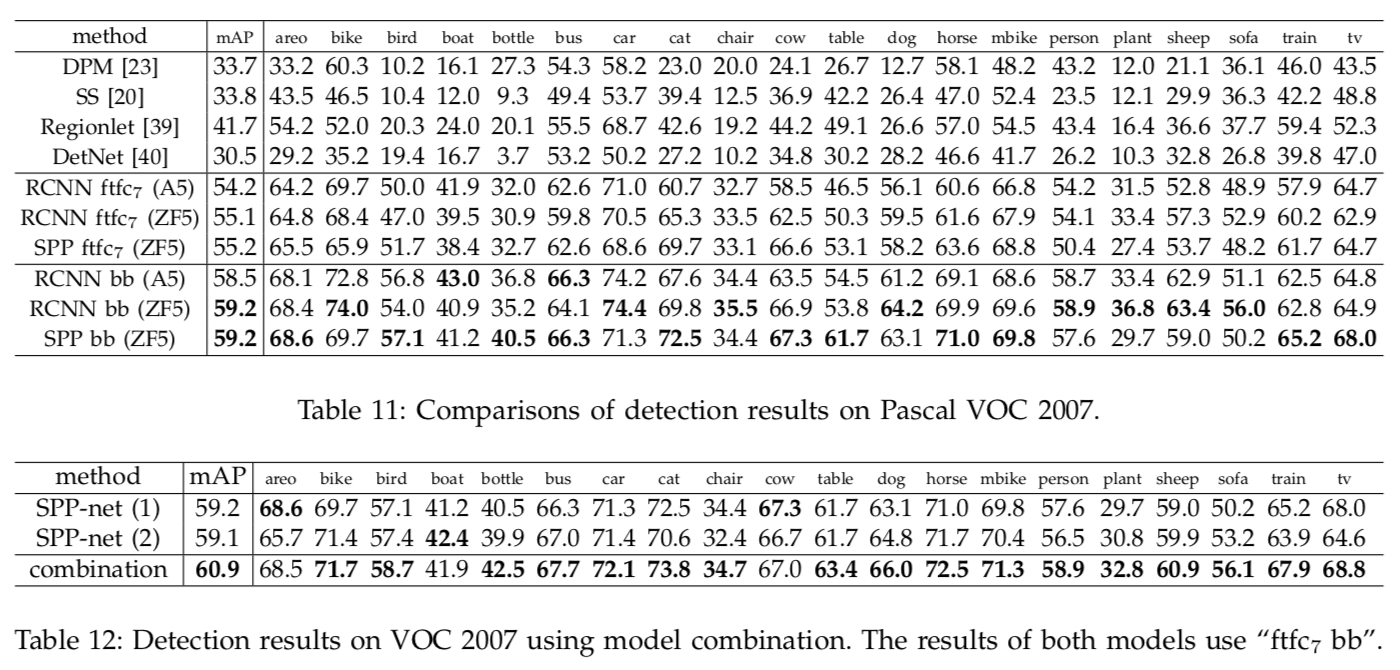 method mAP areo bike bird boat bottle bus car cat chair cow table dog horse mbike person plant sheep sofa train tv
DPM [23] 33.7 33.2 60.3 10.2 16.1 27.3 54.3 58.2 23.0 20.0 24.1 26.7 12.7 58.1 48.2 43.2 12.0 21.1 36.1 46.0 43.5
SS [20] 33.8 43.5 46.5 10.4 12.0 9.3 49.4 53.7 39.4 12.5 36.9 42.2 26.4 47.0 52.4 23.5 12.1 29.9 36.3 42.2 48.8
Regionlet [39] 41.7 54.2 52.0 20.3 24.0 20.1 55.5 68.7 42.6 19.2 44.2 49.1 26.6 57.0 54.5 43.4 16.4 36.6 37.7 59.4 52.3
DetNet [40] 30.5 29.2 35.2 19.4 16.7 3.7 53.2 50.2 27.2 10.2 34.8 30.2 28.2 46.6 41.7 26.2 10.3 32.8 26.8 39.8 47.0
RCNN ftfc₇ (A5) 54.2 64.2 69.7 50.0 41.9 32.0 62.6 71.0 60.7 32.7 58.5 46.5 56.1 60.6 66.8 54.2 31.5 52.8 48.9 57.9 64.7
RCNN ftfc₇ (ZF5) 55.1 64.8 68.4 47.0 39.5 30.9 59.8 70.5 65.3 33.5 62.5 50.3 59.5 61.6 67.9 54.1 33.4 57.3 52.9 60.2 62.9
SPP ftfc₇ (ZF5) 55.2 65.5 65.9 51.7 38.4 32.7 62.6 68.6 69.7 33.1 66.6 53.1 58.2 63.6 68.8 50.4 27.4 53.7 48.2 61.7 64.7
RCNN bb (A5) 58.5 68.1 72.8 56.8 43.0 36.8 66.3 74.2 67.6 34.4 63.5 54.5 61.2 69.1 68.6 58.7 33.4 62.9 51.1 62.5 64.8
RCNN bb (ZF5) 59.2 68.4 74.0 54.0 40.9 35.2 64.1 74.4 69.8 35.5 66.9 53.8 64.2 69.9 69.6 58.9 36.8 63.4 56.0 62.8 64.9
SPP bb (ZF5) 59.2 68.6 69.7 57.1 41.2 40.5 66.3 71.3 72.5 34.4 67.3 61.7 63.1 71.0 69.8 57.6 29.7 59.0 50.2 65.2 68.0
Table 11: Comparisons of detection results on Pascal VOC 2007.
method mAP areo bike bird boat bottle bus car cat chair cow table dog horse mbike person plant sheep sofa train tv
SPP-net (1) 59.2 68.6 69.7 57.1 41.2 40.5 66.3 71.3 72.5 34.4 67.3 61.7 63.1 71.0 69.8 57.6 29.7 59.0 50.2 65.2 68.0
SPP-net (2) 59.1 65.7 71.4 57.4 42.4 39.9 67.0 71.4 70.6 32.4 66.7 61.7 64.8 71.7 70.4 56.5 30.8 59.9 53.2 63.9 64.6
combination 60.9 68.5 71.7 58.7 41.9 42.5 67.7 72.1 73.8 34.7 67.0 63.4 66.0 72.5 71.3 58.9 32.8 60.9 56.1 67.9 68.8
Table 12: Detection results on VOC 2007 using model combination. The results of both models use “ftfc₇ bb”.